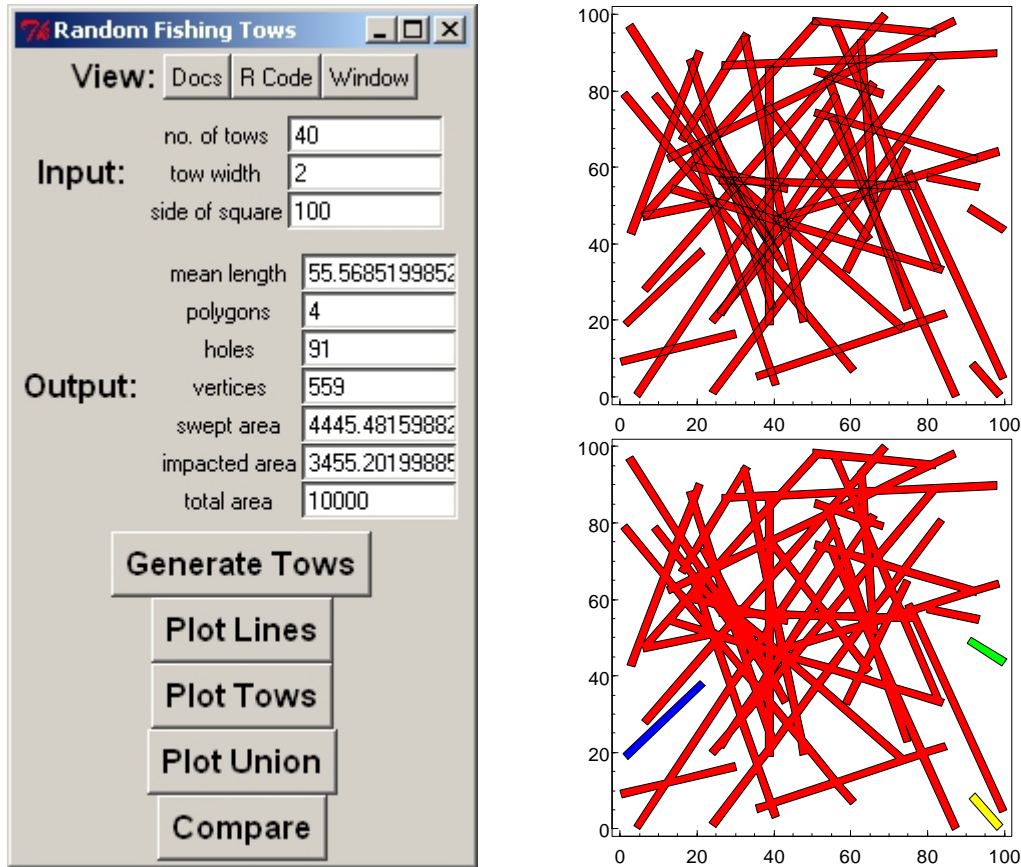 Random Fishing Tows
View: Docs R Code Window
Input:
no. of tows 40
tow width 2
side of square 100
Output:
mean length 55.5685199852
polygons 4
holes 91
vertices 559
swept area 4445.48159882
impacted area 3455.20199885
total area 10000
Generate Tows
Plot Lines
Plot Tows
Plot Union
Compare
100
80
60
40
20
0
0 20 40 60 80 100
100
80
60
40
20
0
0 20 40 60 80 100